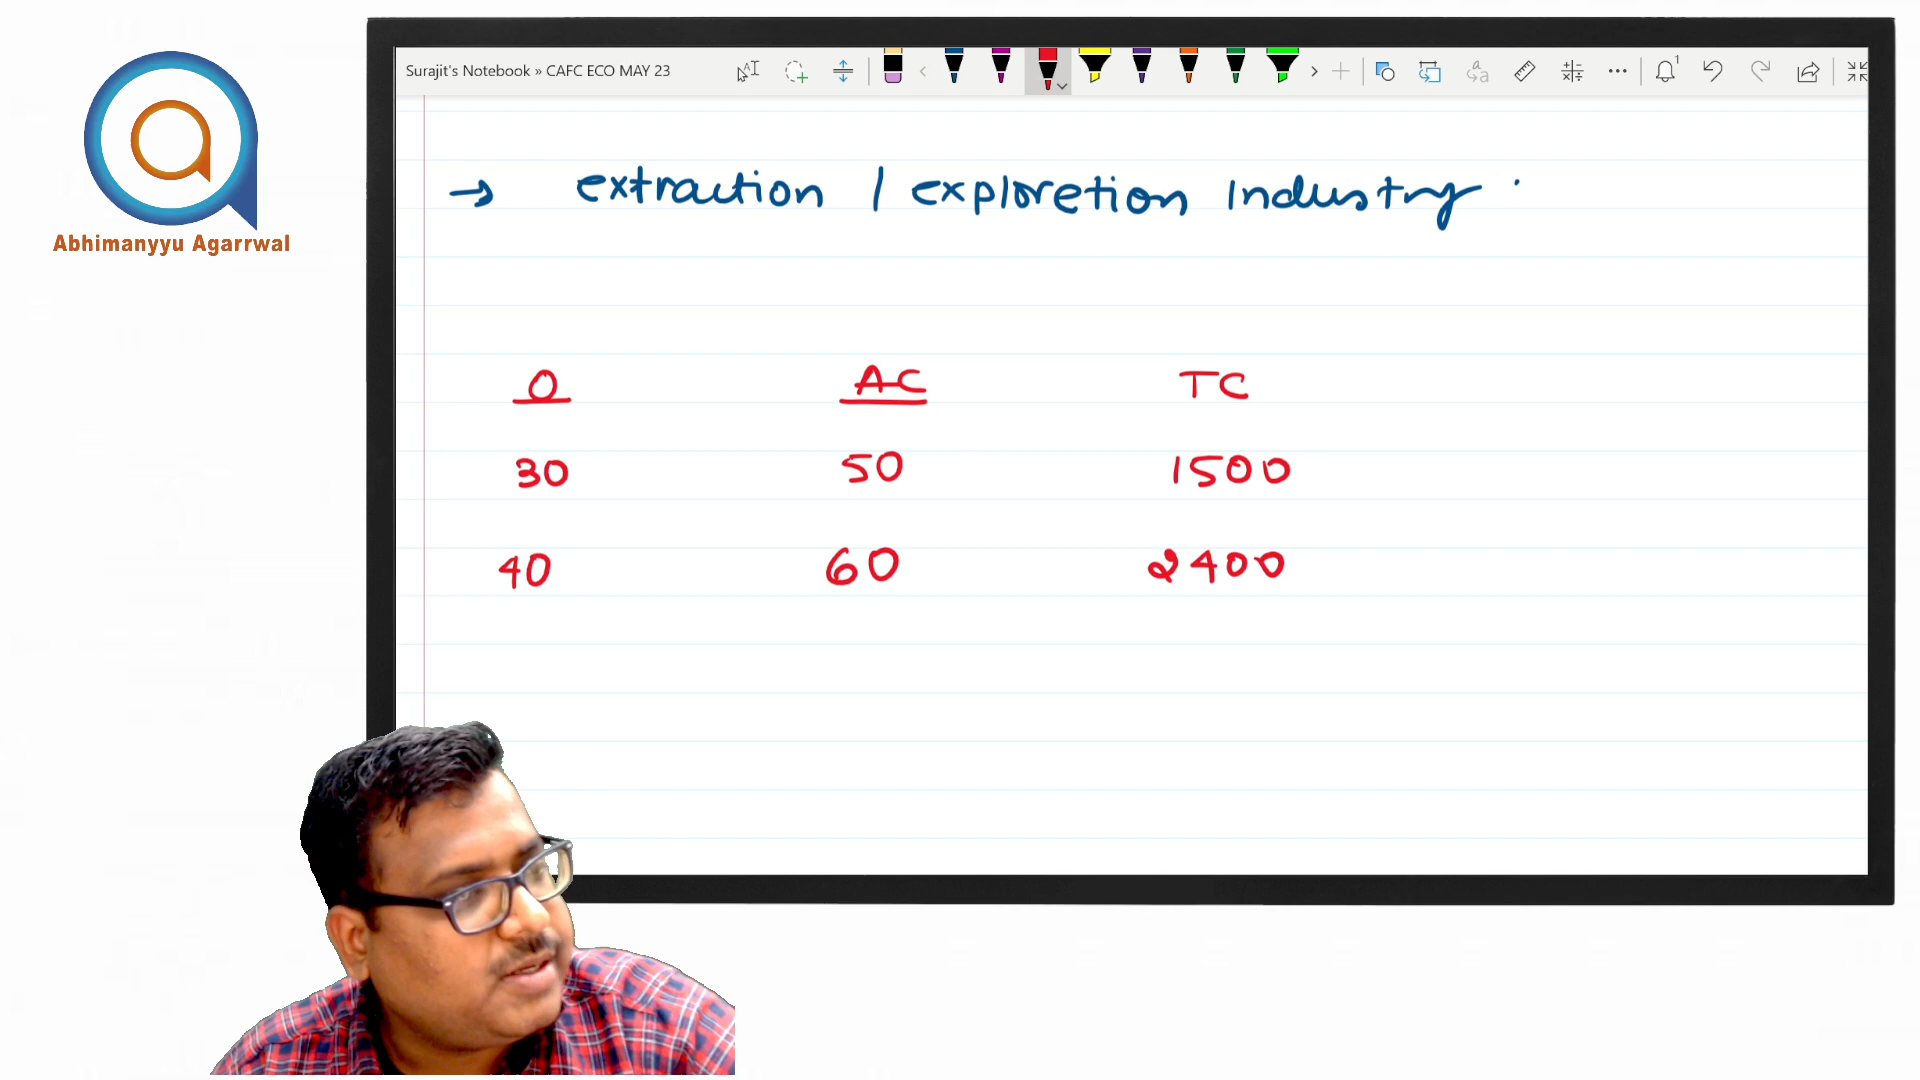 Abhimanyyu Agarrwal
Surajit's Notebook » CAFC ECO MAY 23
→ extraction / exploretion Industry .
O AC TC
30 50 1500
40 60 2400